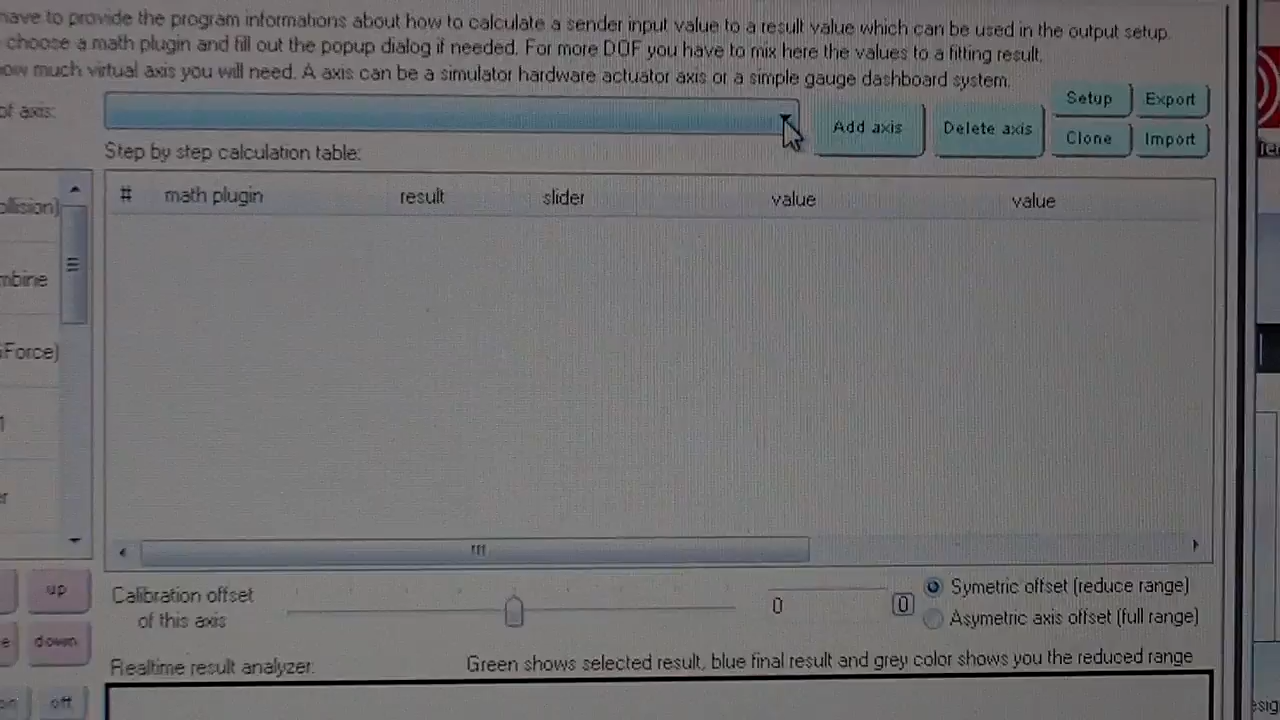 have to provide the program informations about how to calculate a sender input value to a result value which can be used in the output setup.
choose a math plugin and fill out the popup dialog if needed. For more DOF you have to mix here the values to a fitting result.
how much virtual axis you will need. A axis can be a simulator hardware actuator axis or a simple gauge dashboard system.
of axis:
Add axis
Delete axis
Setup
Export
Clone
Import
Step by step calculation table:
# math plugin result slider value value
ollision)
mbine
Force)
up
down
Calibration offset
of this axis
0
0
Symetric offset (reduce range)
Asymetric axis offset (full range)
on
off
Realtime result analyzer:
Green shows selected result, blue final result and grey color shows you the reduced range